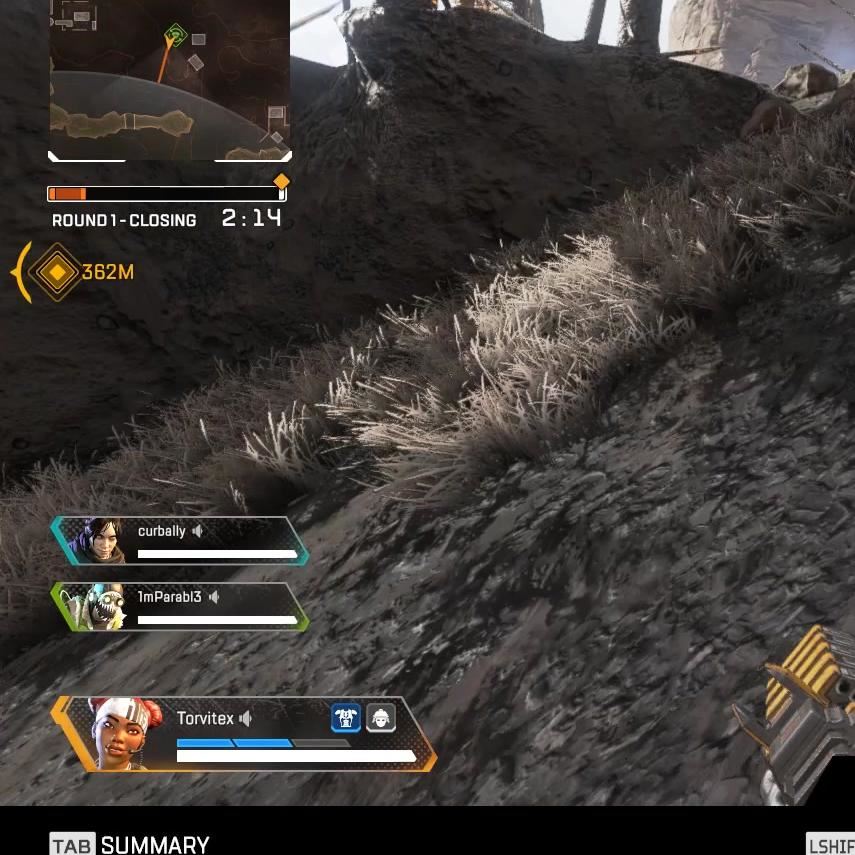 ROUND 1 - CLOSING 2:14
362M
curbally
1mParabl3
Torvitex
TAB SUMMARY
LSHIF